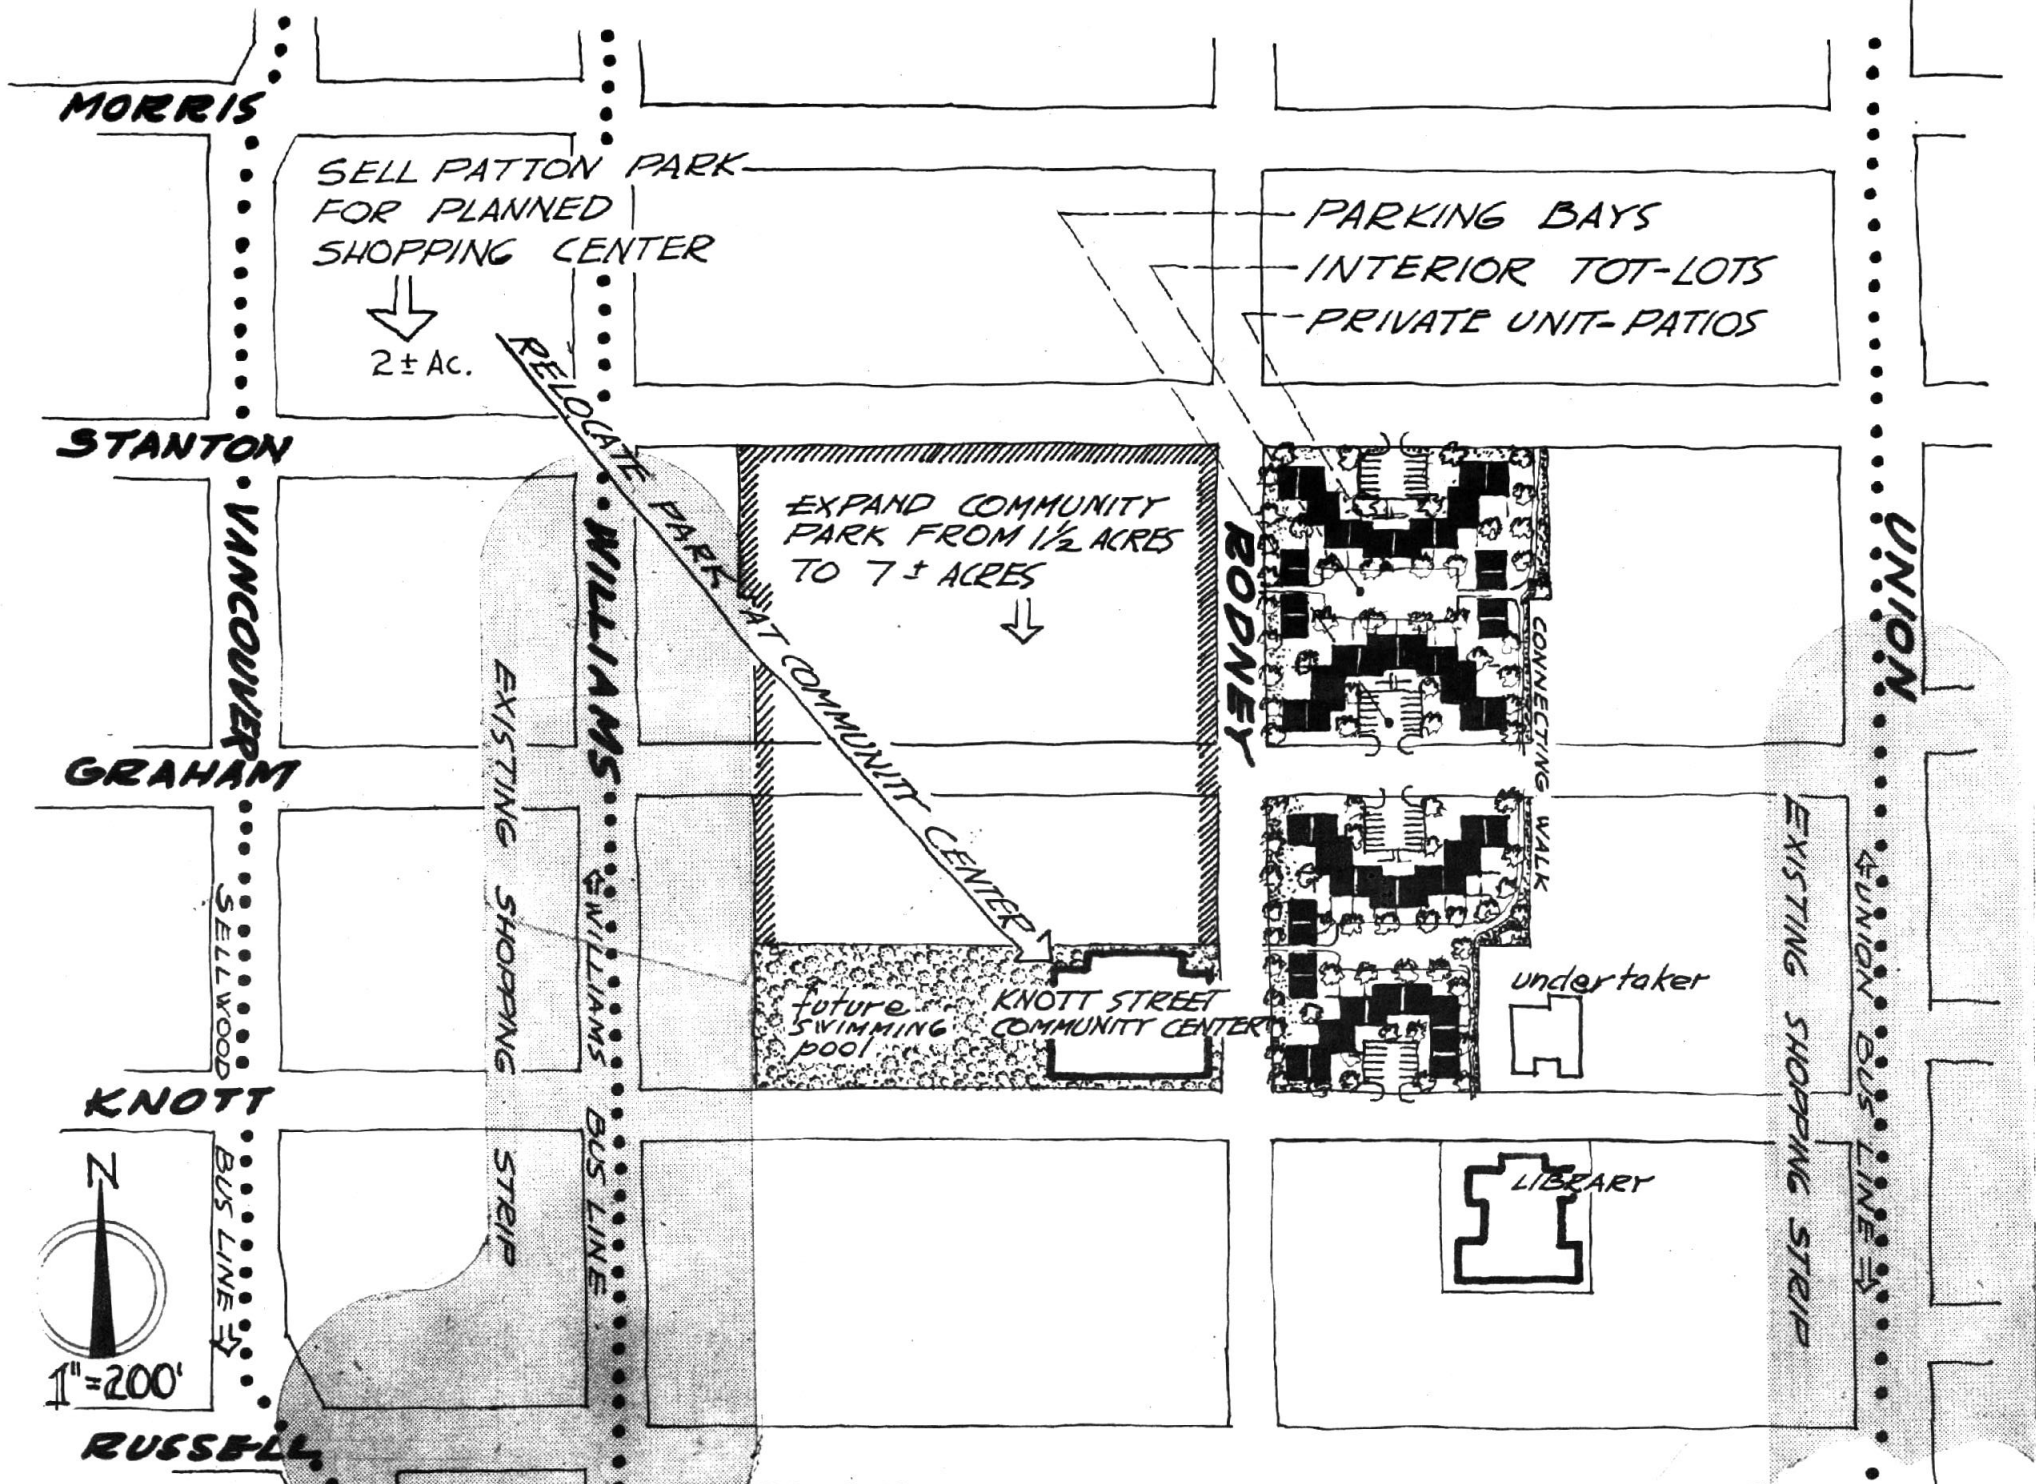 MORRIS
SELL PATTON PARK
FOR PLANNED
SHOPPING CENTER
2± AC.
PARKING BAYS
INTERIOR TOT-LOTS
PRIVATE UNIT-PATIOS
STANTON
RELOCATE PARK AT COMMUNITY CENTER
EXPAND COMMUNITY
PARK FROM 1½ ACRES
TO 7± ACRES
VANCOUVER
WILLIAMS
RODNEY
UNION
CONNECTING WALK
GRAHAM
EXISTING SHOPPING STRIP
WILLIAMS BUS LINE
SELLWOOD BUS LINE
EXISTING SHOPPING STRIP
UNION BUS LINE
future
SWIMMING
pool
KNOTT STREET
COMMUNITY CENTER
undertaker
KNOTT
LIBRARY
N
1"=200'
RUSSELL